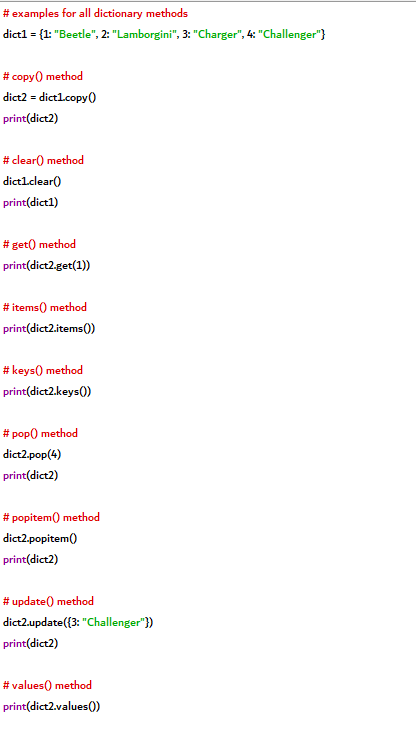 # examples for all dictionary methods
dict1 = {1: "Beetle", 2: "Lamborgini", 3: "Charger", 4: "Challenger"}
# copy() method
dict2 = dict1.copy()
print(dict2)
# clear() method
dict1.clear()
print(dict1)
# get() method
print(dict2.get(1))
# items() method
print(dict2.items())
# keys() method
print(dict2.keys())
# pop() method
dict2.pop(4)
print(dict2)
# popitem() method
dict2.popitem()
print(dict2)
# update() method
dict2.update({3: "Challenger"})
print(dict2)
# values() method
print(dict2.values())